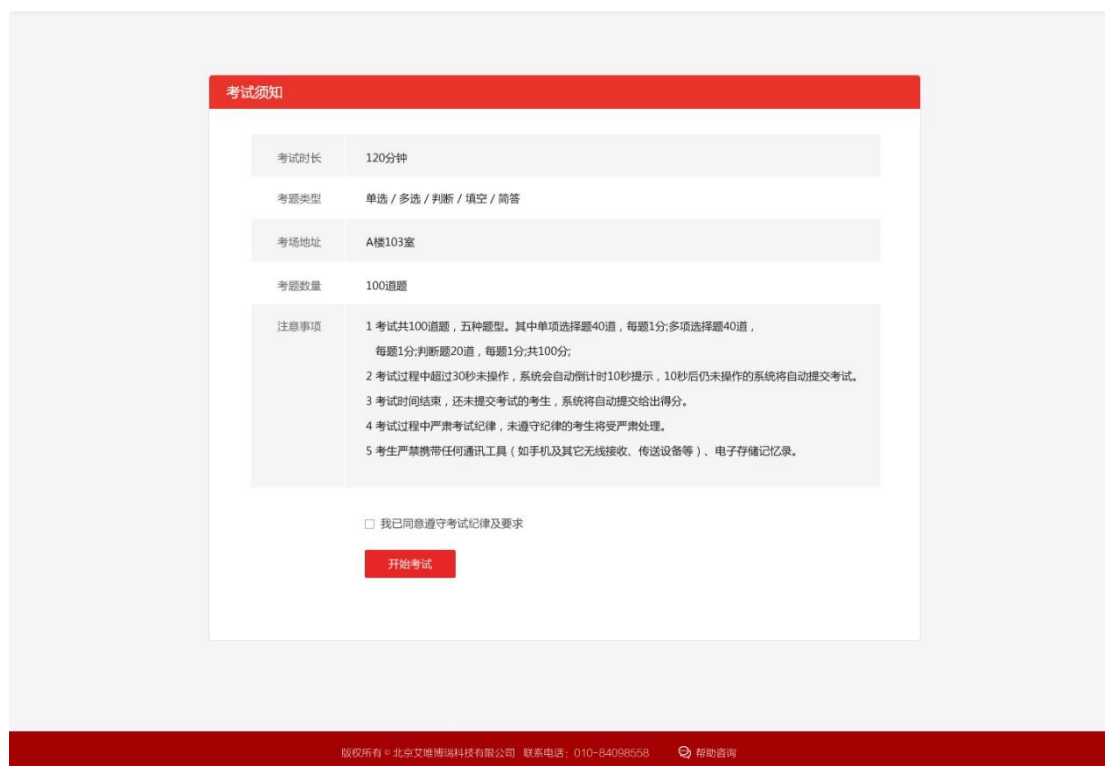 考试须知
考试时长 120分钟
考题类型 单选 / 多选 / 判断 / 填空 / 简答
考场地址 A楼103室
考题数量 100道题
注意事项 1 考试共100道题，五种题型。其中单项选择题40道，每题1分;多项选择题40道，
每题1分;判断题20道，每题1分;共100分;
2 考试过程中超过30秒未操作，系统会自动倒计时10秒提示，10秒后仍未操作的系统将自动提交考试。
3 考试时间结束，还未提交考试的考生，系统将自动提交给出得分。
4 考试过程中严肃考试纪律，未遵守纪律的考生将受严肃处理。
5 考生严禁携带任何通讯工具（如手机及其它无线接收、传送设备等）、电子存储记忆录。
我已同意遵守考试纪律及要求
开始考试
版权所有©北京艾唯博瑞科技有限公司 联系电话：010-84098558 帮助咨询